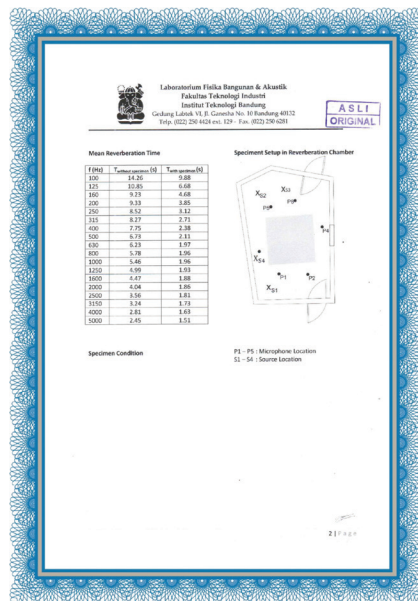 Laboratorium Fisika Bangunan & Akustik
Fakultas Teknologi Industri
Institut Teknologi Bandung
Gedung Labtek VI, Jl. Ganesha No. 10 Bandung 40132
Telp. (022) 250 4424 ext. 129 - Fax. (022) 250 6281
ASLI
ORIGINAL
Mean Reverberation Time
Speciment Setup in Reverberation Chamber
f (Hz) T without specimen (s) T with specimen (s)
100 14.26 9.88
125 10.85 6.68
160 9.23 4.68
200 9.33 3.85
250 8.52 3.12
315 8.27 2.71
400 7.75 2.38
500 6.73 2.11
630 6.23 1.97
800 5.78 1.96
1000 5.46 1.96
1250 4.99 1.93
1600 4.47 1.88
2000 4.04 1.86
2500 3.56 1.81
3150 3.24 1.73
4000 2.81 1.63
5000 2.45 1.51
XS2
P4
XS4
P1
P2
XS1
Specimen Condition
P1 – P5 : Microphone Location
S1 – S4 : Source Location
2 | Page